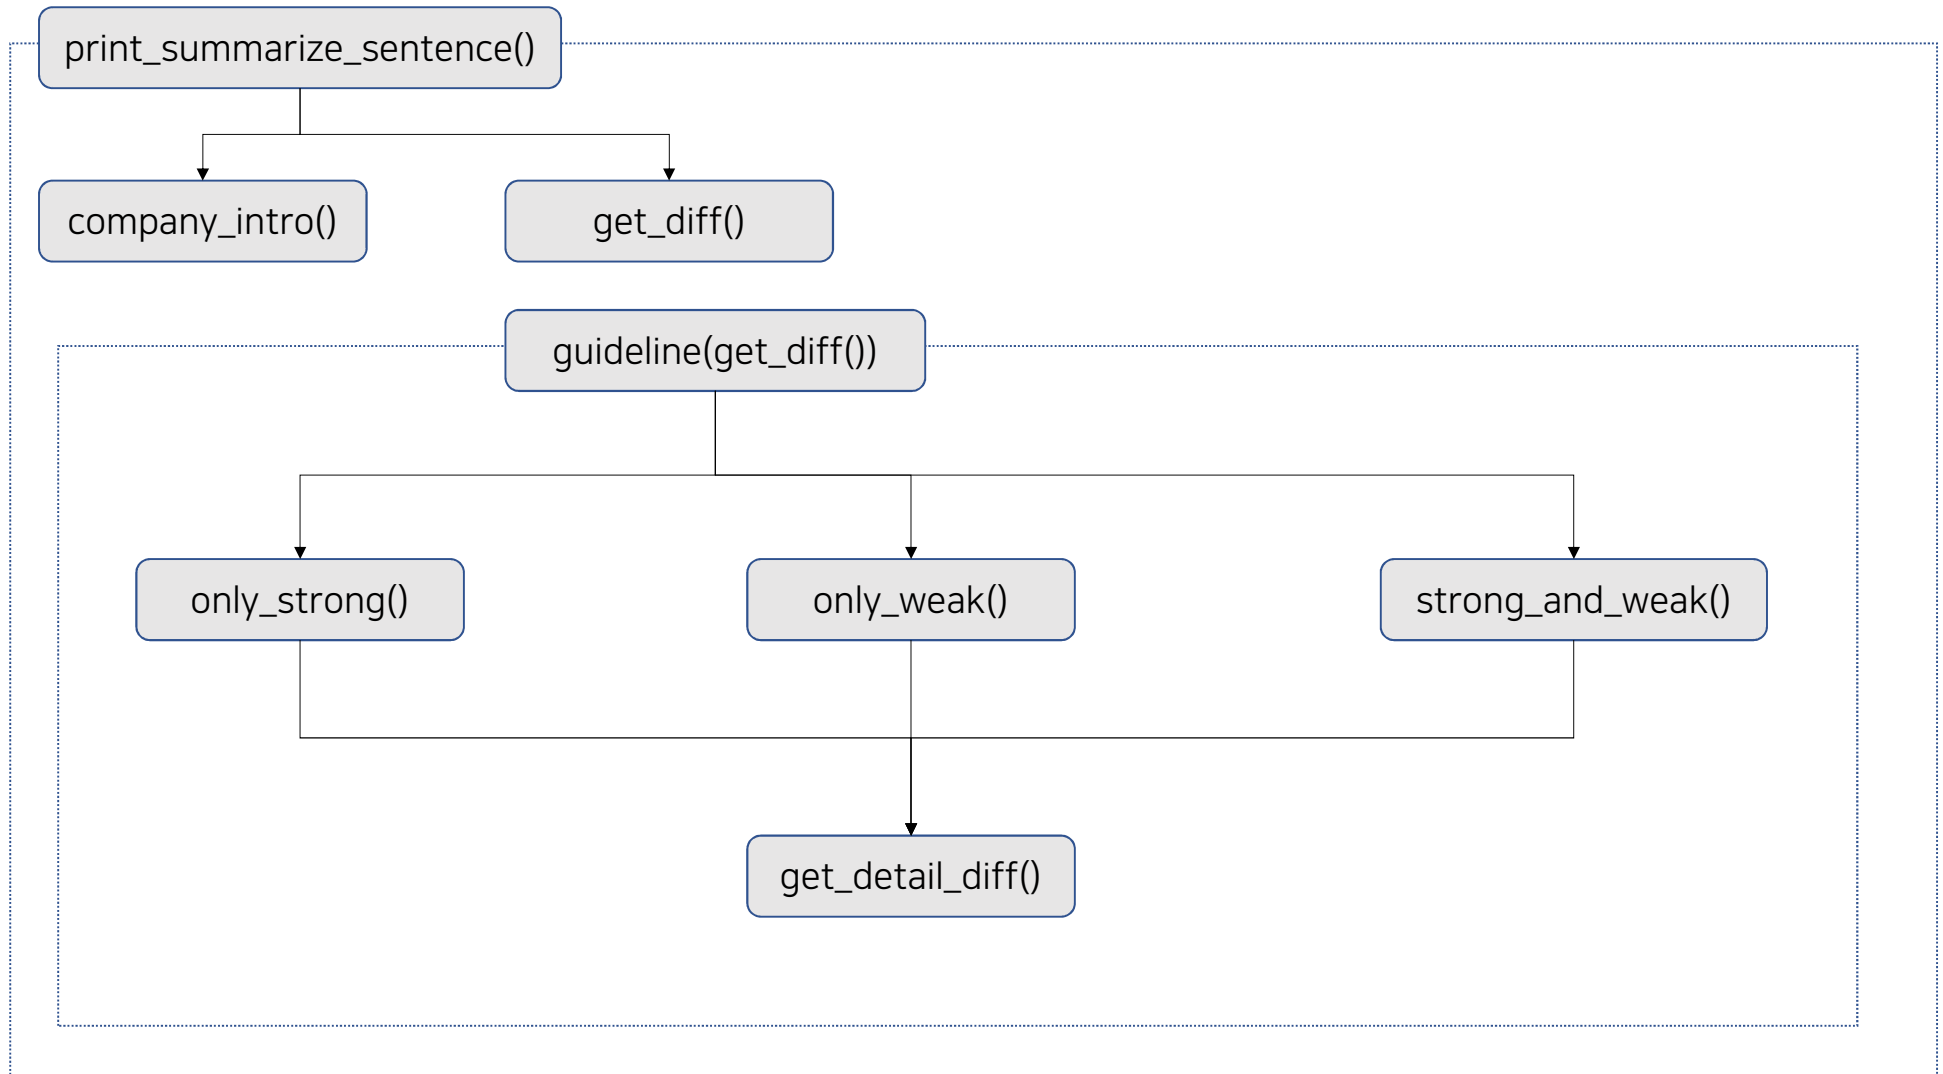 print_summarize_sentence()
company_intro()
get_diff()
guideline(get_diff())
only_strong()
only_weak()
strong_and_weak()
get_detail_diff()